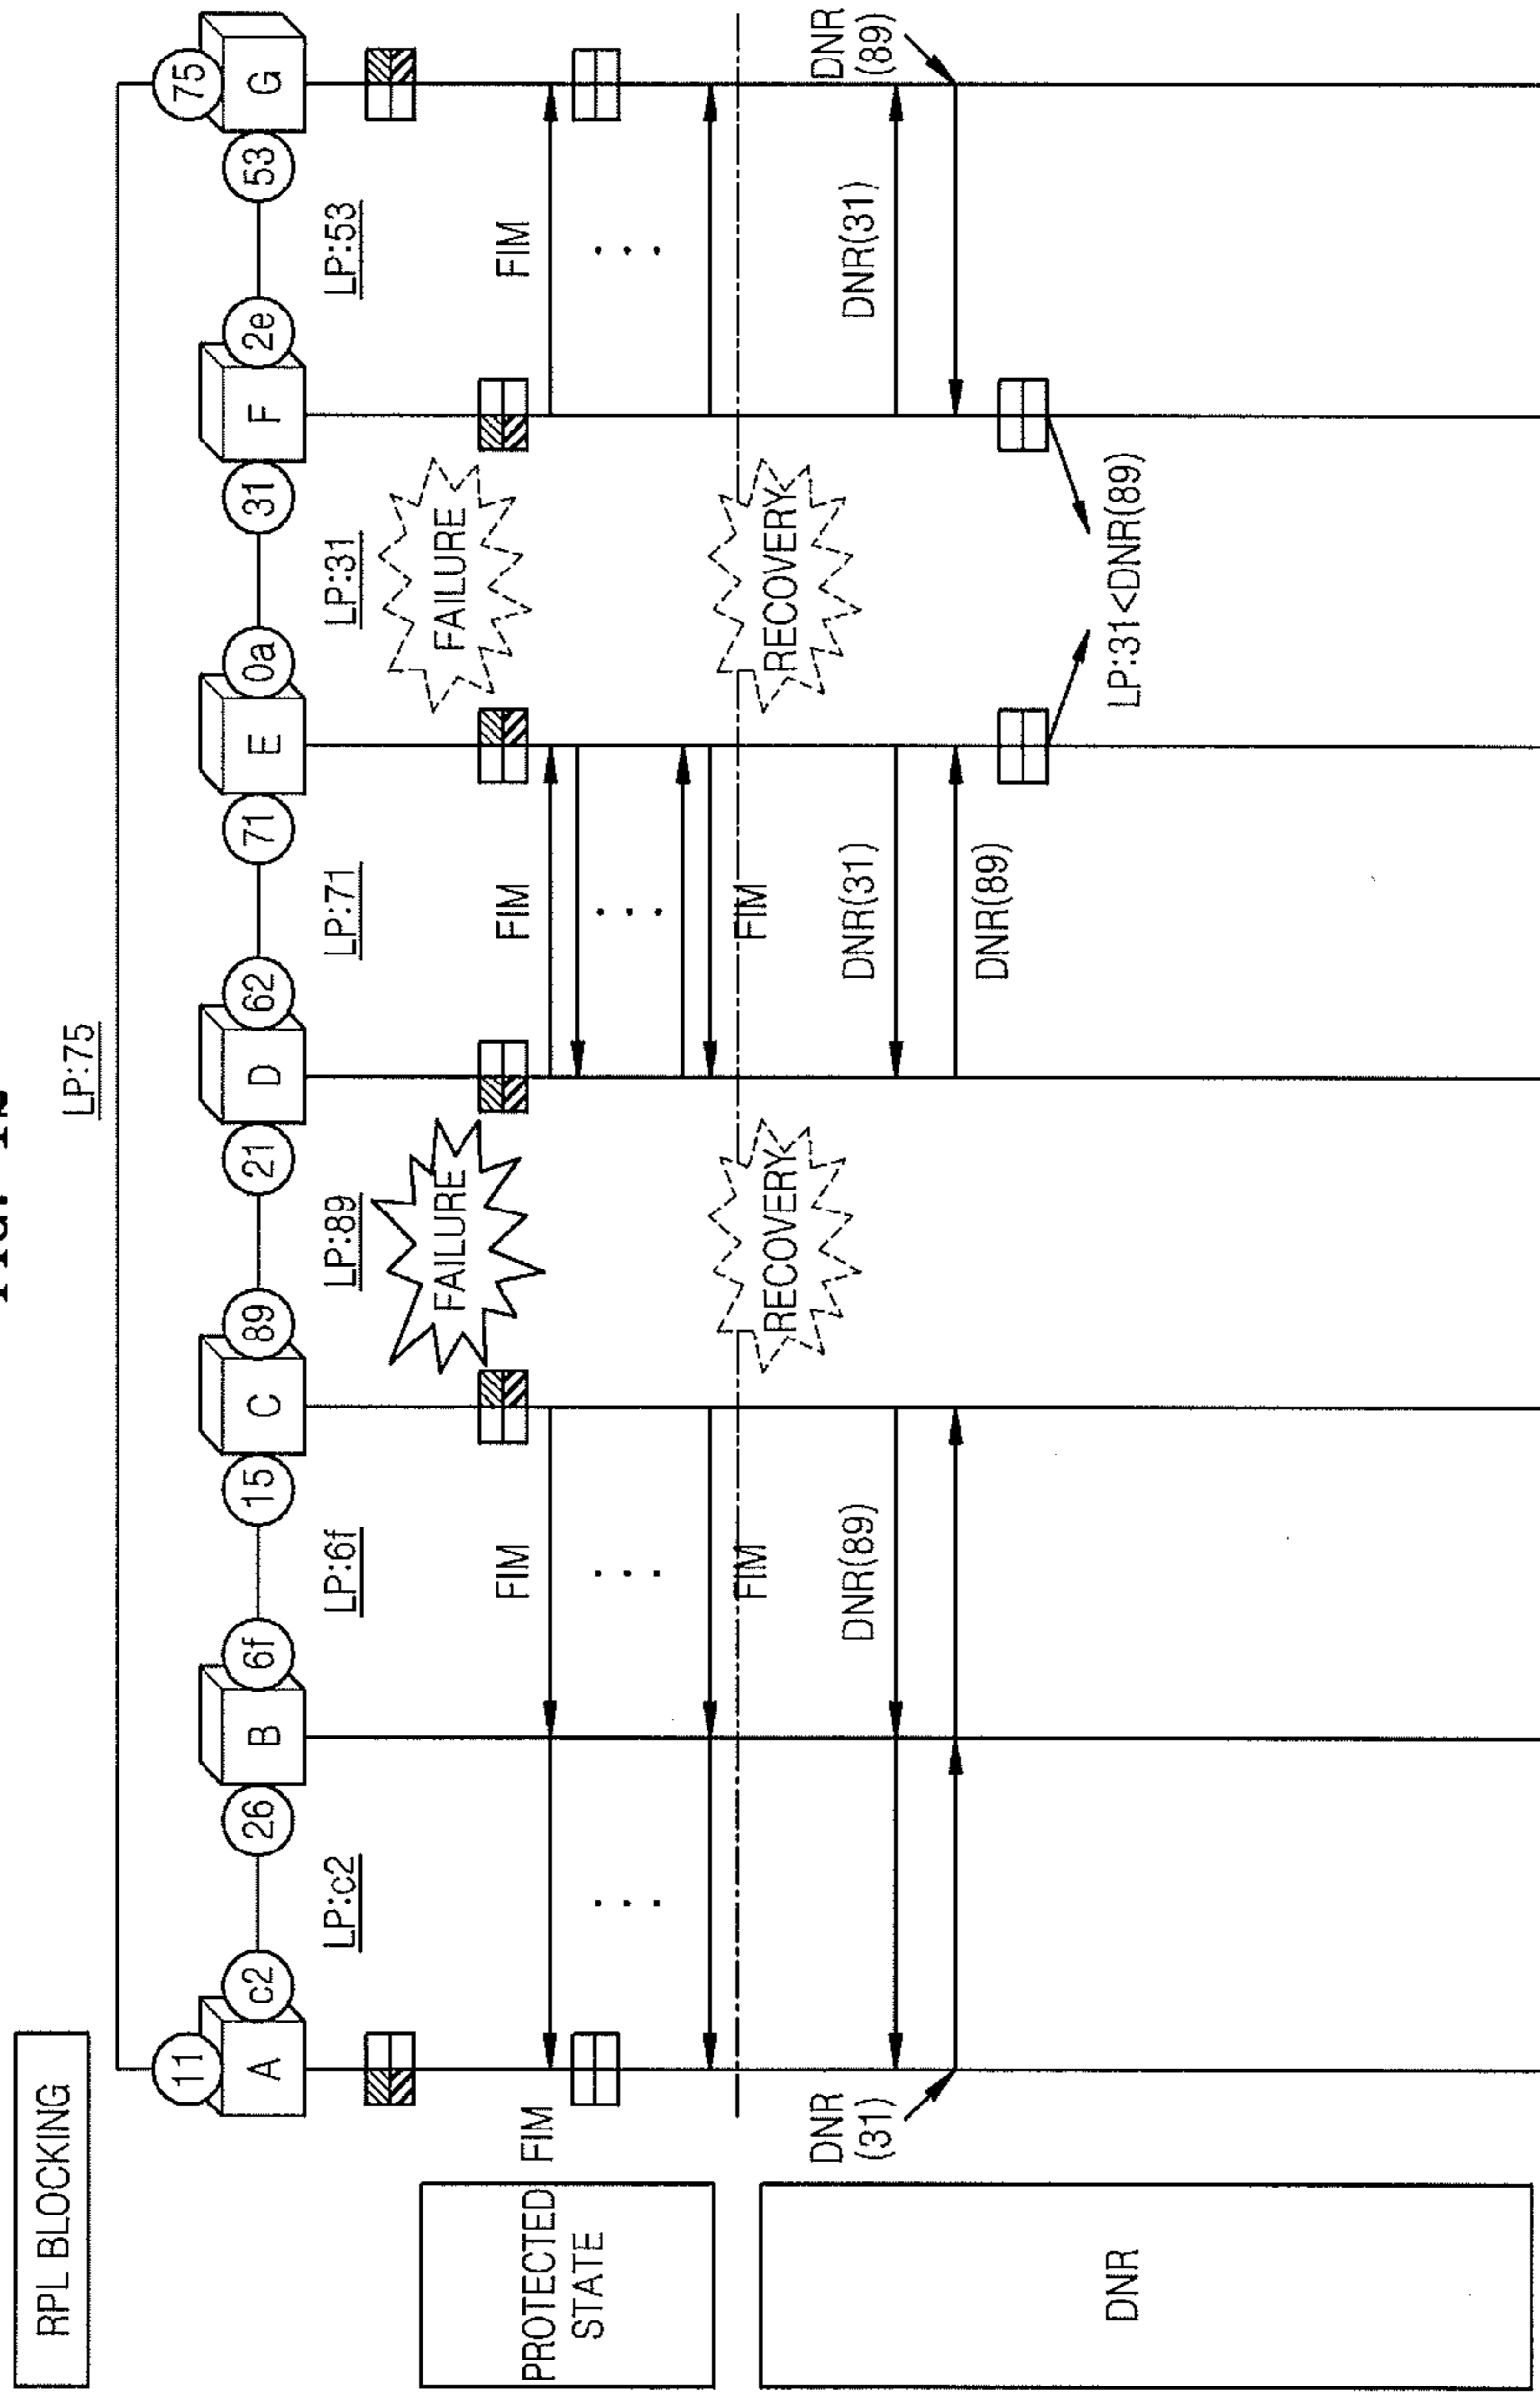 LP:75
RPL BLOCKING
11
75
A
c2
26
B
6f
15
C
89
21
D
62
71
E
0a
31
F
2e
53
G
LP:c2
LP:6f
LP:89
LP:71
LP:31
LP:53
FAILURE
FAILURE
PROTECTED
STATE
FIM
FIM
FIM
FIM
. . .
. . .
. . .
. . .
FIM
FIM
RECOVERY
RECOVERY
DNR
DNR
(31)
DNR(89)
DNR(31)
DNR(31)
DNR
(89)
DNR(89)
LP:31<DNR(89)